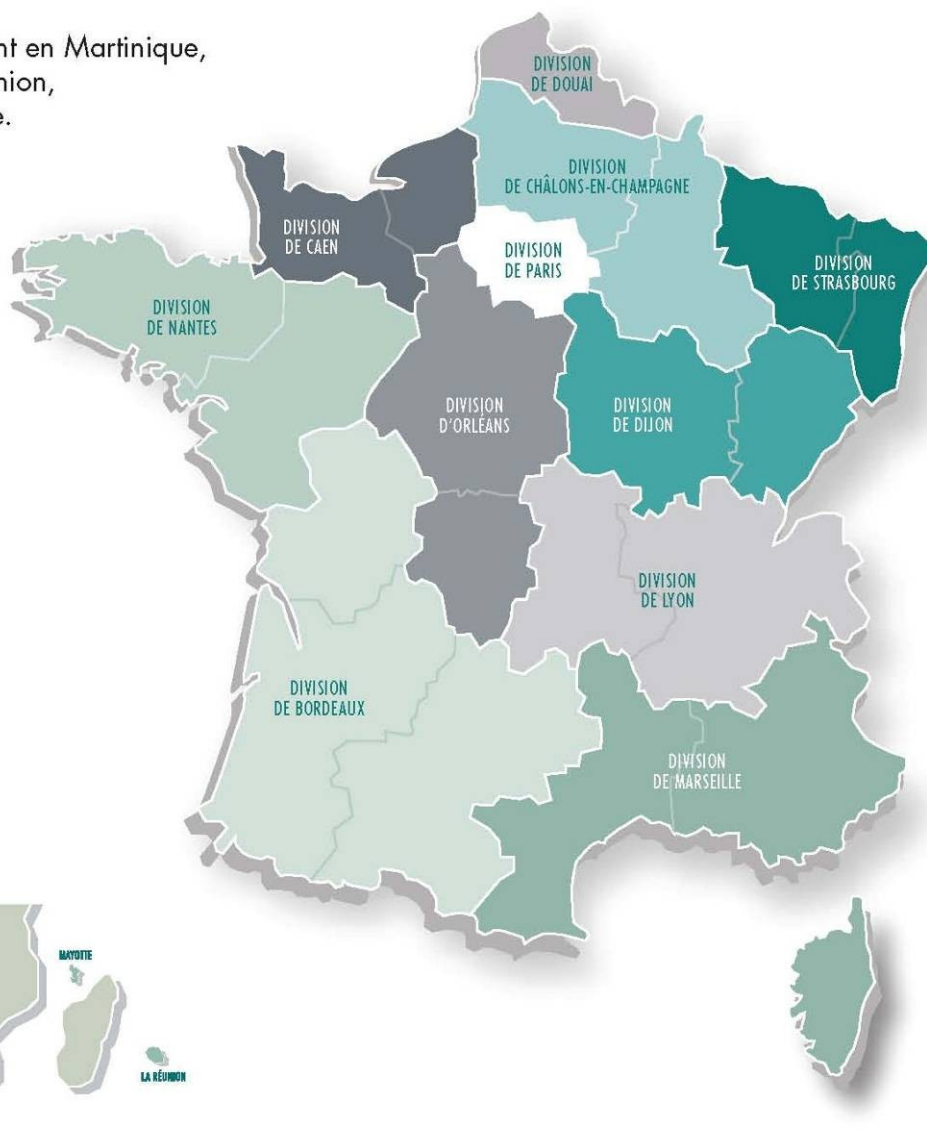 nt en Martinique,
nion,
e.
DIVISION
DE DOUAI
DIVISION
DE CHÂLONS-EN-CHAMPAGNE
DIVISION
DE CAEN
DIVISION
DE PARIS
DIVISION
DE STRASBOURG
DIVISION
DE NANTES
DIVISION
D'ORLÉANS
DIVISION
DE DIJON
DIVISION
DE LYON
DIVISION
DE BORDEAUX
DIVISION
DE MARSEILLE
MAYOTTE
LA RÉUNION